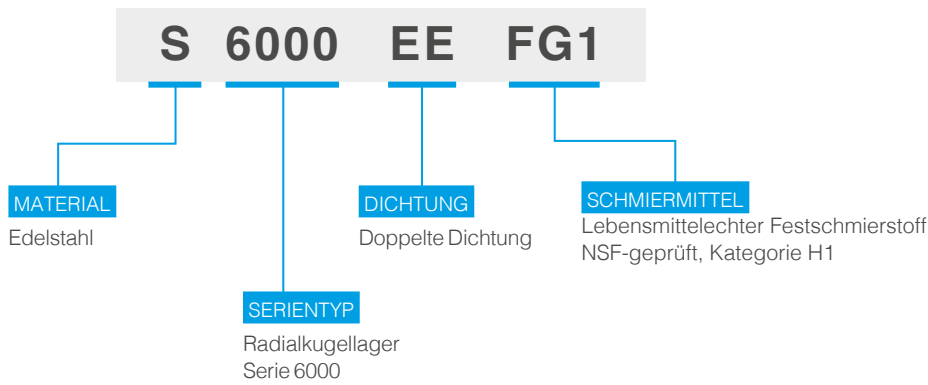 S 6000 EE FG1
MATERIAL
Edelstahl
DICHTUNG
Doppelte Dichtung
SCHMIERMITTEL
Lebensmittelechter Festschmierstoff
NSF-geprüft, Kategorie H1
SERIENTYP
Radialkugellager
Serie 6000